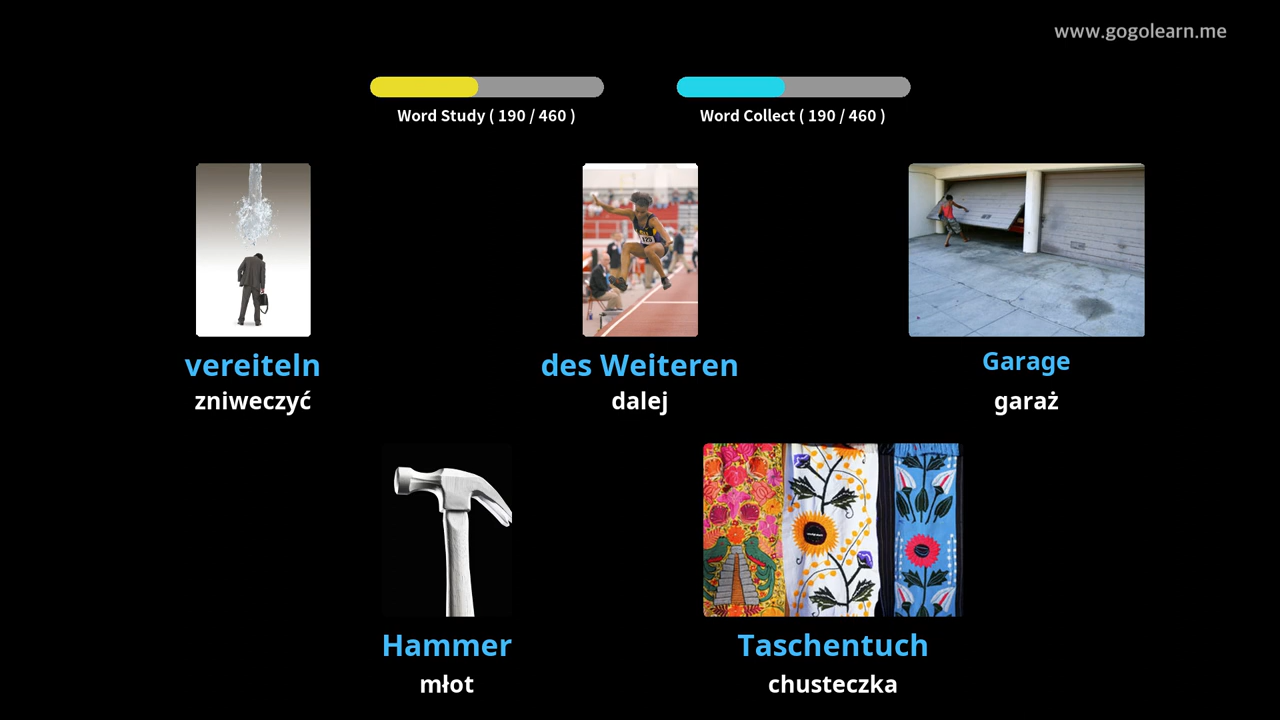 www.gogolearn.me
Word Study ( 190 / 460 )
Word Collect ( 190 / 460 )
vereiteln
zniweczyć
des Weiteren
dalej
Garage
garaż
Hammer
młot
Taschentuch
chusteczka